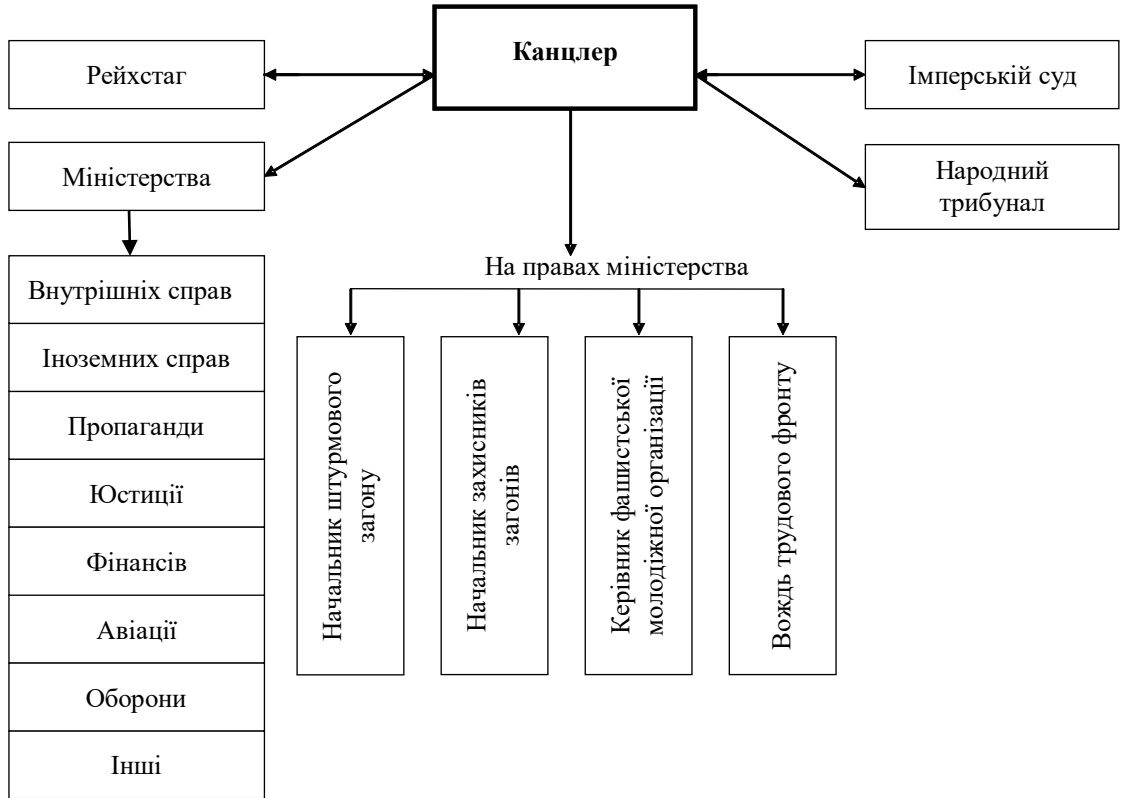 Канцлер
Рейхстаг
Імперській суд
Міністерства
Народний
трибунал
На правах міністерства
Внутрішніх справ
Іноземних справ
Пропаганди
Юстиції
Фінансів
Авіації
Оборони
Інші
Начальник штурмового
загону
Начальник захисників
загонів
Керівник фашистської
молодіжної організації
Вождь трудового фронту